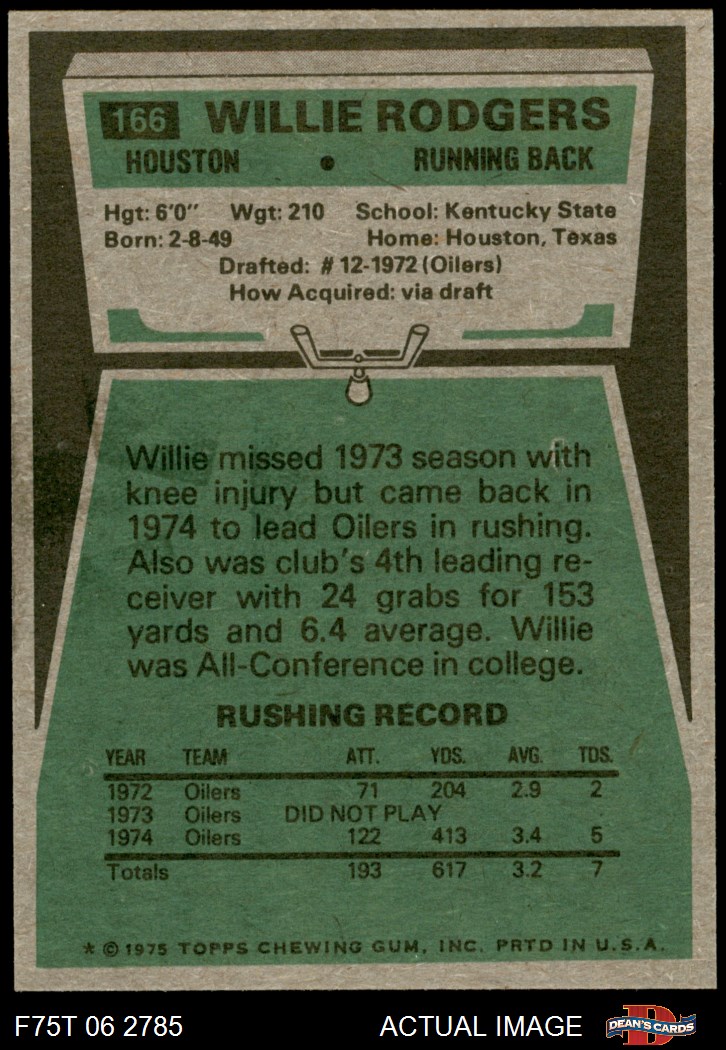 166 WILLIE RODGERS
HOUSTON • RUNNING BACK
Hgt: 6'0" Wgt: 210 School: Kentucky State
Born: 2-8-49 Home: Houston, Texas
Drafted: #12-1972 (Oilers)
How Acquired: via draft
Willie missed 1973 season with
knee injury but came back in
1974 to lead Oilers in rushing.
Also was club's 4th leading re-
ceiver with 24 grabs for 153
yards and 6.4 average. Willie
was All-Conference in college.
RUSHING RECORD
YEAR TEAM ATT. YDS. AVG. TDS.
1972 Oilers 71 204 2.9 2
1973 Oilers DID NOT PLAY
1974 Oilers 122 413 3.4 5
Totals 193 617 3.2 7
* © 1975 TOPPS CHEWING GUM, INC. PRTD IN U.S.A.
F75T 06 2785 ACTUAL IMAGE D DEAN'S CARDS